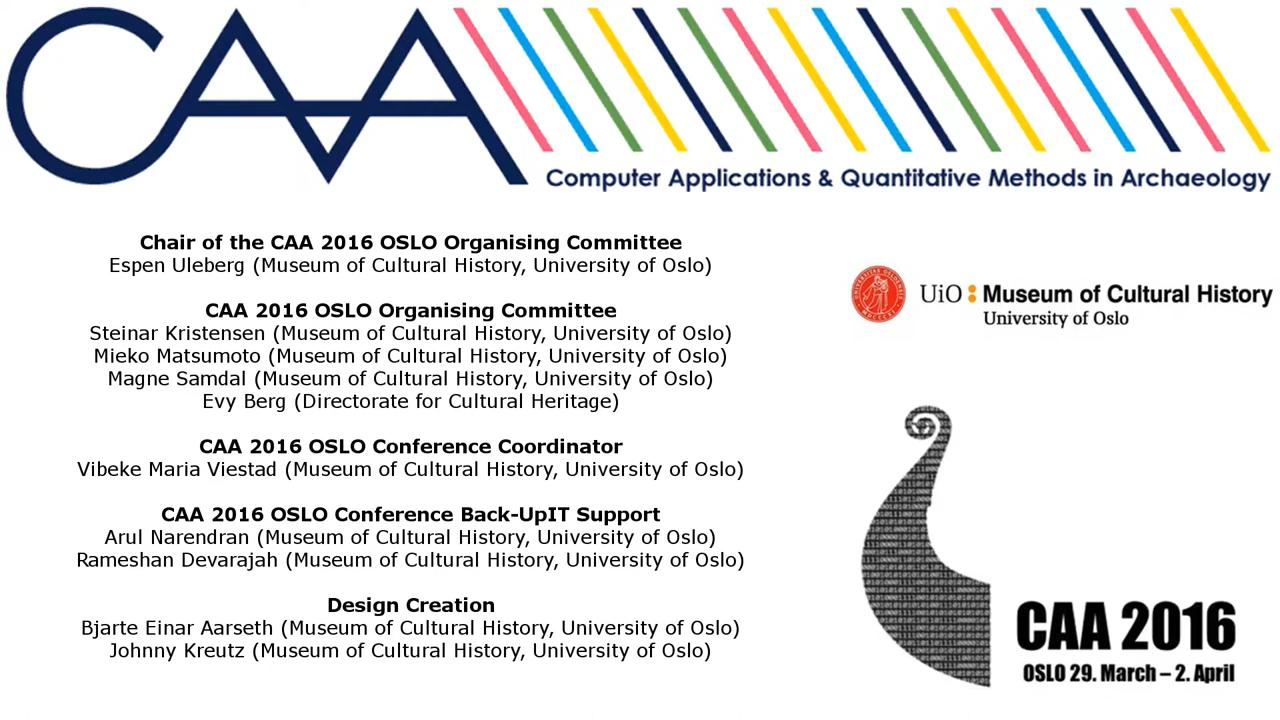 CAA
Computer Applications & Quantitative Methods in Archaeology
Chair of the CAA 2016 OSLO Organising Committee
Espen Uleberg (Museum of Cultural History, University of Oslo)
CAA 2016 OSLO Organising Committee
Steinar Kristensen (Museum of Cultural History, University of Oslo)
Mieko Matsumoto (Museum of Cultural History, University of Oslo)
Magne Samdal (Museum of Cultural History, University of Oslo)
Evy Berg (Directorate for Cultural Heritage)
CAA 2016 OSLO Conference Coordinator
Vibeke Maria Viestad (Museum of Cultural History, University of Oslo)
CAA 2016 OSLO Conference Back-UpIT Support
Arul Narendran (Museum of Cultural History, University of Oslo)
Rameshan Devarajah (Museum of Cultural History, University of Oslo)
Design Creation
Bjarte Einar Aarseth (Museum of Cultural History, University of Oslo)
Johnny Kreutz (Museum of Cultural History, University of Oslo)
UiO : Museum of Cultural History
University of Oslo
CAA 2016
OSLO 29. March – 2. April